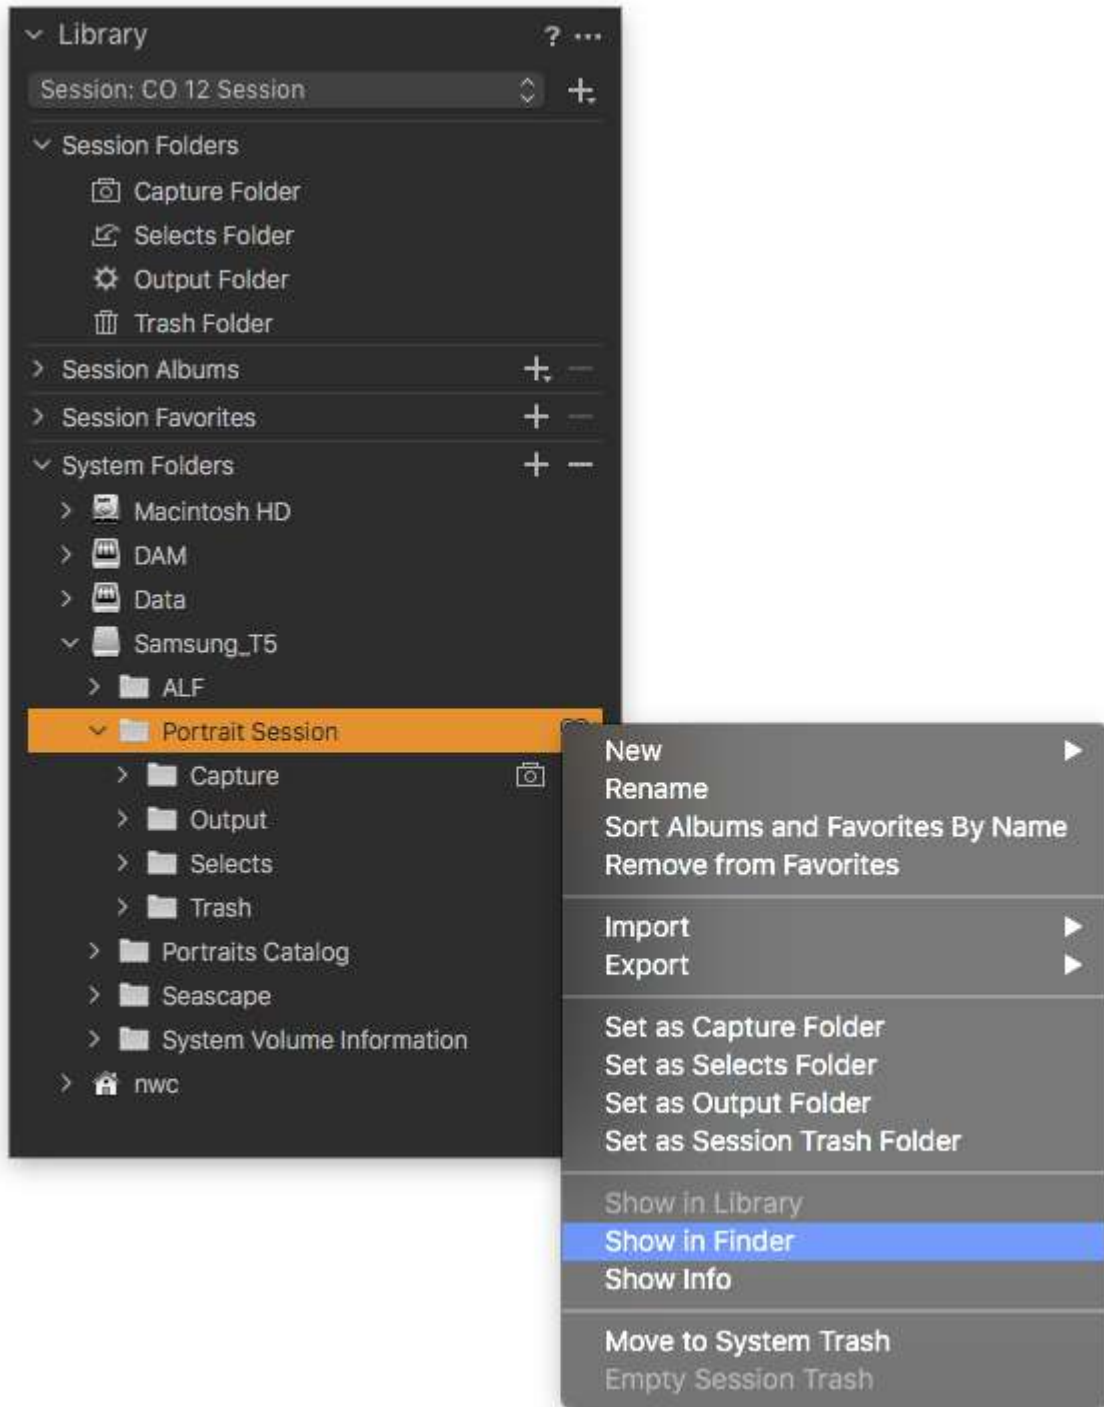 Library ? ...
Session: CO 12 Session
Session Folders
Capture Folder
Selects Folder
Output Folder
Trash Folder
Session Albums
Session Favorites
System Folders
Macintosh HD
DAM
Data
Samsung_T5
ALF
Portrait Session
Capture
Output
Selects
Trash
Portraits Catalog
Seascape
System Volume Information
nwc
New
Rename
Sort Albums and Favorites By Name
Remove from Favorites
Import
Export
Set as Capture Folder
Set as Selects Folder
Set as Output Folder
Set as Session Trash Folder
Show in Library
Show in Finder
Show Info
Move to System Trash
Empty Session Trash